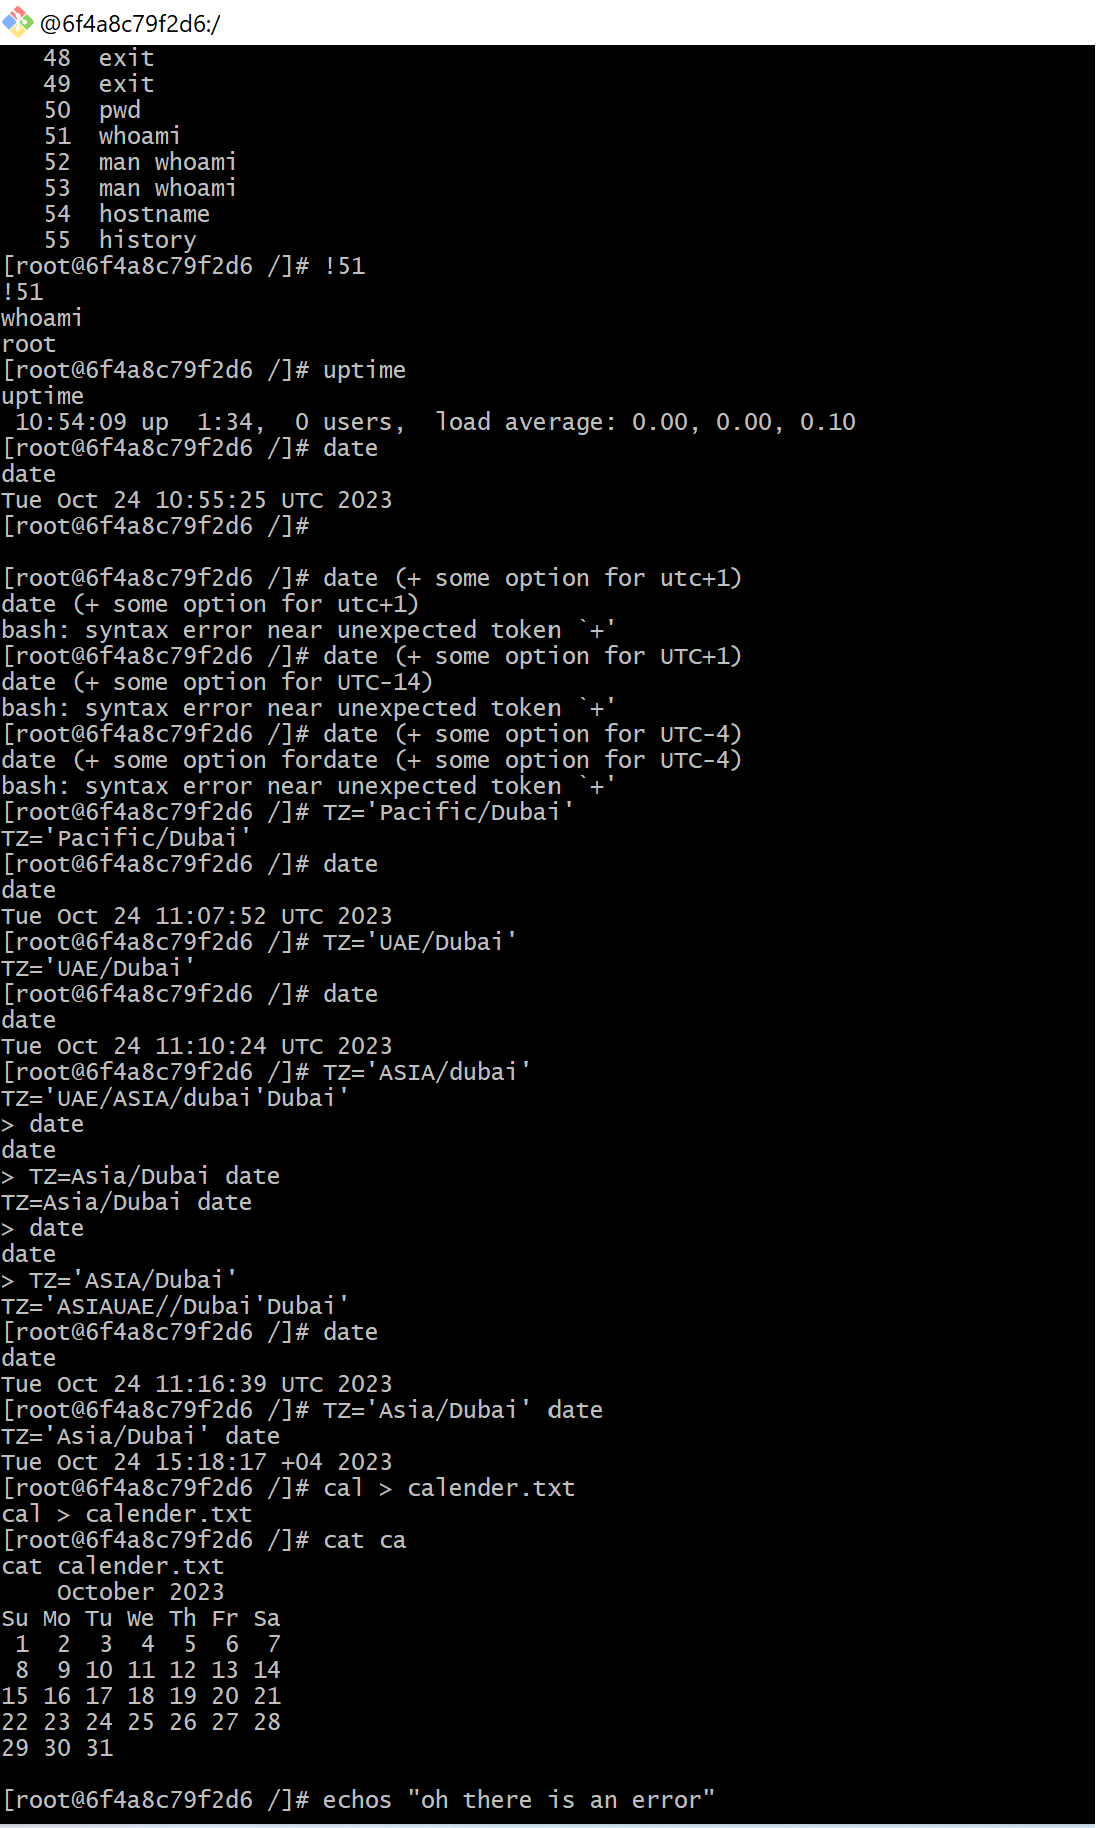 @6f4a8c79f2d6:/
48 exit
49 exit
50 pwd
51 whoami
52 man whoami
53 man whoami
54 hostname
55 history
[root@6f4a8c79f2d6 /]# !51
!51
whoami
root
[root@6f4a8c79f2d6 /]# uptime
uptime
10:54:09 up 1:34, 0 users, load average: 0.00, 0.00, 0.10
[root@6f4a8c79f2d6 /]# date
date
Tue Oct 24 10:55:25 UTC 2023
[root@6f4a8c79f2d6 /]#
[root@6f4a8c79f2d6 /]# date (+ some option for utc+1)
date (+ some option for utc+1)
bash: syntax error near unexpected token `+'
[root@6f4a8c79f2d6 /]# date (+ some option for UTC+1)
date (+ some option for UTC-14)
bash: syntax error near unexpected token `+'
[root@6f4a8c79f2d6 /]# date (+ some option for UTC-4)
date (+ some option fordate (+ some option for UTC-4)
bash: syntax error near unexpected token `+'
[root@6f4a8c79f2d6 /]# TZ='Pacific/Dubai'
TZ='Pacific/Dubai'
[root@6f4a8c79f2d6 /]# date
date
Tue Oct 24 11:07:52 UTC 2023
[root@6f4a8c79f2d6 /]# TZ='UAE/Dubai'
TZ='UAE/Dubai'
[root@6f4a8c79f2d6 /]# date
date
Tue Oct 24 11:10:24 UTC 2023
[root@6f4a8c79f2d6 /]# TZ='ASIA/dubai'
TZ='UAE/ASIA/dubai'Dubai'
> date
date
> TZ=Asia/Dubai date
TZ=Asia/Dubai date
> date
date
> TZ='ASIA/Dubai'
TZ='ASIAUAE//Dubai'Dubai'
[root@6f4a8c79f2d6 /]# date
date
Tue Oct 24 11:16:39 UTC 2023
[root@6f4a8c79f2d6 /]# TZ='Asia/Dubai' date
TZ='Asia/Dubai' date
Tue Oct 24 15:18:17 +04 2023
[root@6f4a8c79f2d6 /]# cal > calender.txt
cal > calender.txt
[root@6f4a8c79f2d6 /]# cat ca
cat calender.txt
October 2023
Su Mo Tu We Th Fr Sa
1 2 3 4 5 6 7
8 9 10 11 12 13 14
15 16 17 18 19 20 21
22 23 24 25 26 27 28
29 30 31
[root@6f4a8c79f2d6 /]# echos "oh there is an error"